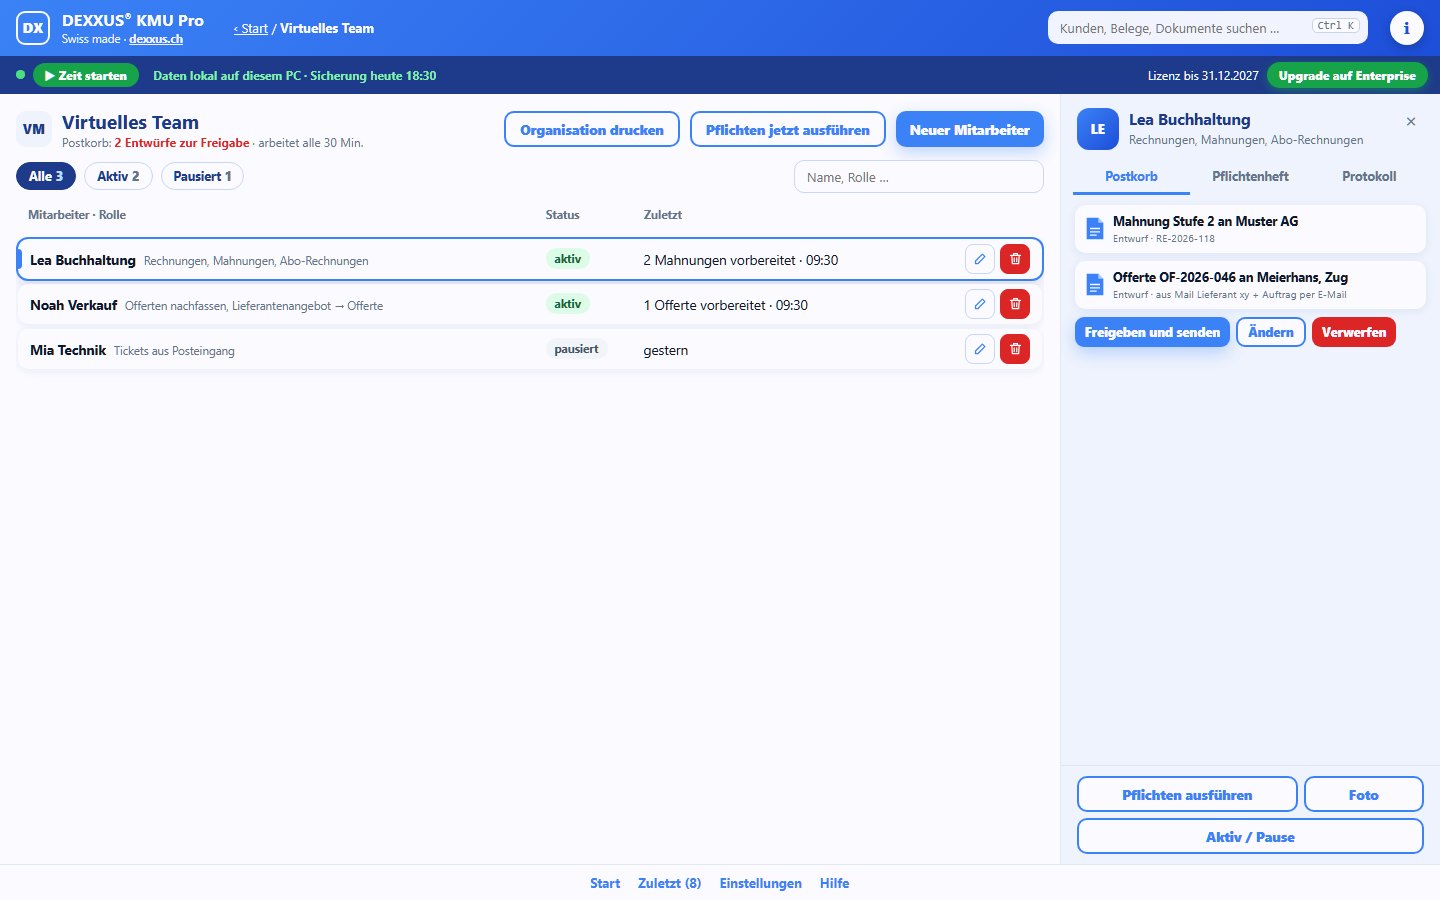 DX
DEXXUS® KMU Pro
Swiss made · dexxus.ch
‹ Start / Virtuelles Team
Kunden, Belege, Dokumente suchen ...
Ctrl K
i
▶ Zeit starten
Daten lokal auf diesem PC · Sicherung heute 18:30
Lizenz bis 31.12.2027
Upgrade auf Enterprise
VM
Virtuelles Team
Postkorb: 2 Entwürfe zur Freigabe · arbeitet alle 30 Min.
Organisation drucken
Pflichten jetzt ausführen
Neuer Mitarbeiter
Alle 3
Aktiv 2
Pausiert 1
Name, Rolle ...
Mitarbeiter · Rolle
Status
Zuletzt
Lea Buchhaltung Rechnungen, Mahnungen, Abo-Rechnungen
aktiv
2 Mahnungen vorbereitet · 09:30
Noah Verkauf Offerten nachfassen, Lieferantenangebot → Offerte
aktiv
1 Offerte vorbereitet · 09:30
Mia Technik Tickets aus Posteingang
pausiert
gestern
LE
Lea Buchhaltung
Rechnungen, Mahnungen, Abo-Rechnungen
×
Postkorb
Pflichtenheft
Protokoll
Mahnung Stufe 2 an Muster AG
Entwurf · RE-2026-118
Offerte OF-2026-046 an Meierhans, Zug
Entwurf · aus Mail Lieferant xy + Auftrag per E-Mail
Freigeben und senden
Ändern
Verwerfen
Pflichten ausführen
Foto
Aktiv / Pause
Start
Zuletzt (8)
Einstellungen
Hilfe